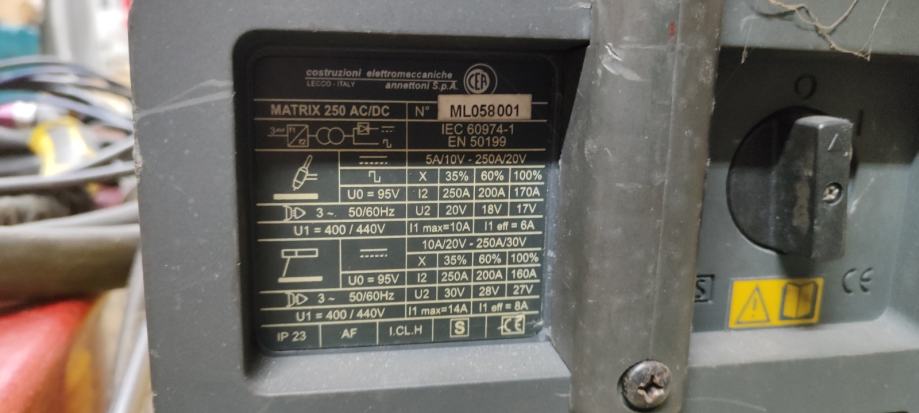 costruzioni elettromeccaniche
LECCO - ITALY annettoni S.p.A. CEA
MATRIX 250 AC/DC N° ML058001
IEC 60974-1
EN 50199
5A/10V - 250A/20V
X 35% 60% 100%
U0 = 95V I2 250A 200A 170A
3~ 50/60Hz U2 20V 18V 17V
U1 = 400 / 440V I1 max=10A I1 eff = 6A
10A/20V - 250A/30V
X 35% 60% 100%
U0 = 95V I2 250A 200A 160A
3~ 50/60Hz U2 30V 28V 27V
U1 = 400 / 440V I1 max=14A I1 eff = 8A
IP 23 AF I.CL.H S CE
O
I
S CE